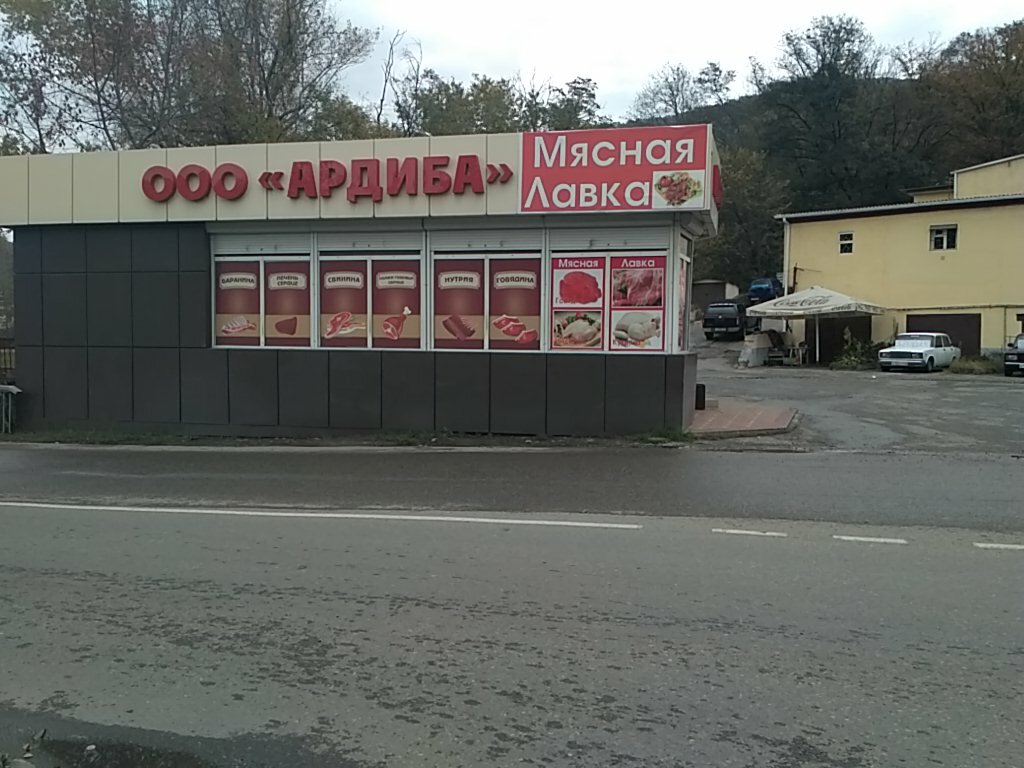 ООО «АРДИБА»
Мясная
Лавка
БАРАНИНА
ПЕЧЕНЬ
СЕРДЦЕ
СВИНИНА
НУТРИЯ
ГОВЯДИНА
Мясная
Лавка
Coca-Cola